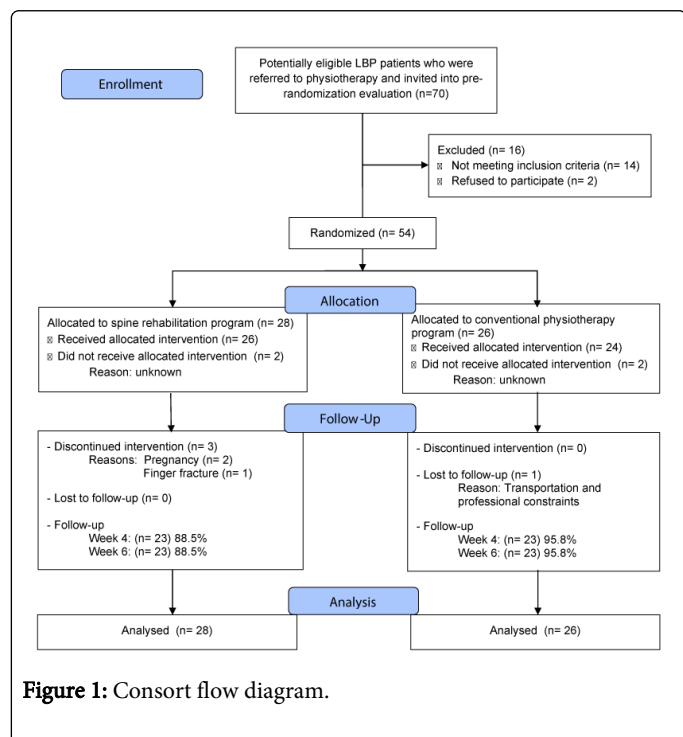 Potentially eligible LBP patients who were
referred to physiotherapy and invited into pre-
randomization evaluation (n=70)
Enrollment
Excluded (n= 16)
Not meeting inclusion criteria (n= 14)
Refused to participate (n= 2)
Randomized (n= 54)
Allocation
Allocated to spine rehabilitation program (n= 28)
Received allocated intervention (n= 26)
Did not receive allocated intervention (n= 2)
Reason: unknown
Allocated to conventional physiotherapy
program (n= 26)
Received allocated intervention (n= 24)
Did not receive allocated intervention (n= 2)
Reason: unknown
Follow-Up
- Discontinued intervention (n= 3)
Reasons: Pregnancy (n= 2)
Finger fracture (n= 1)
- Lost to follow-up (n= 0)
- Follow-up
Week 4: (n= 23) 88.5%
Week 6: (n= 23) 88.5%
- Discontinued intervention (n= 0)
- Lost to follow-up (n= 1)
Reason: Transportation and
professional constraints
- Follow-up
Week 4: (n= 23) 95.8%
Week 6: (n= 23) 95.8%
Analysis
Analysed (n= 28)
Analysed (n= 26)
Figure 1: Consort flow diagram.